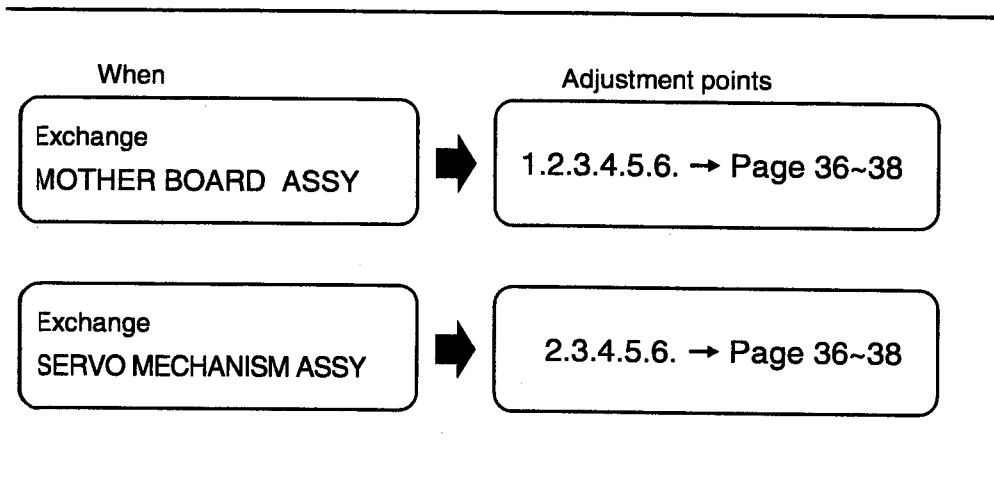 When
Adjustment points
Exchange
MOTHER BOARD ASSY
1.2.3.4.5.6. → Page 36~38
Exchange
SERVO MECHANISM ASSY
2.3.4.5.6. → Page 36~38